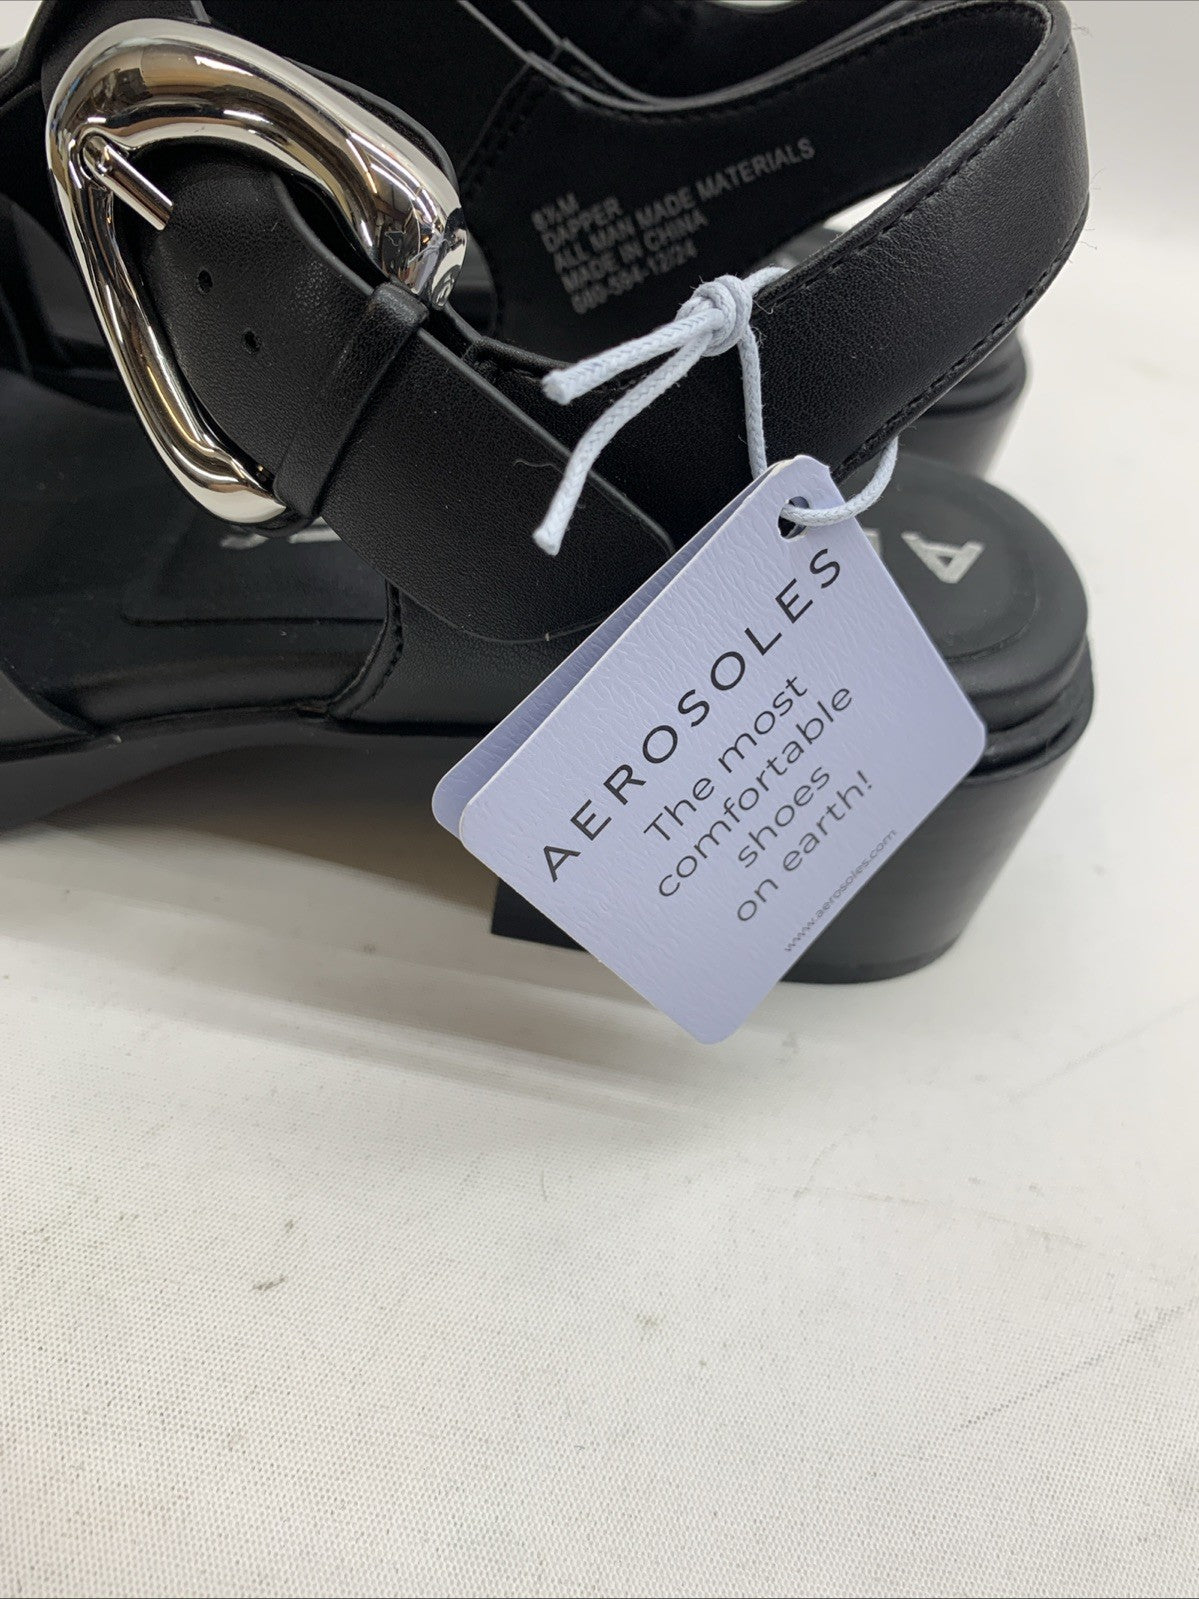 8½M
DAPPER
ALL MAN MADE MATERIALS
MADE IN CHINA
AEROSOLES
The most
comfortable
shoes
on earth!
www.aerosoles.com
A